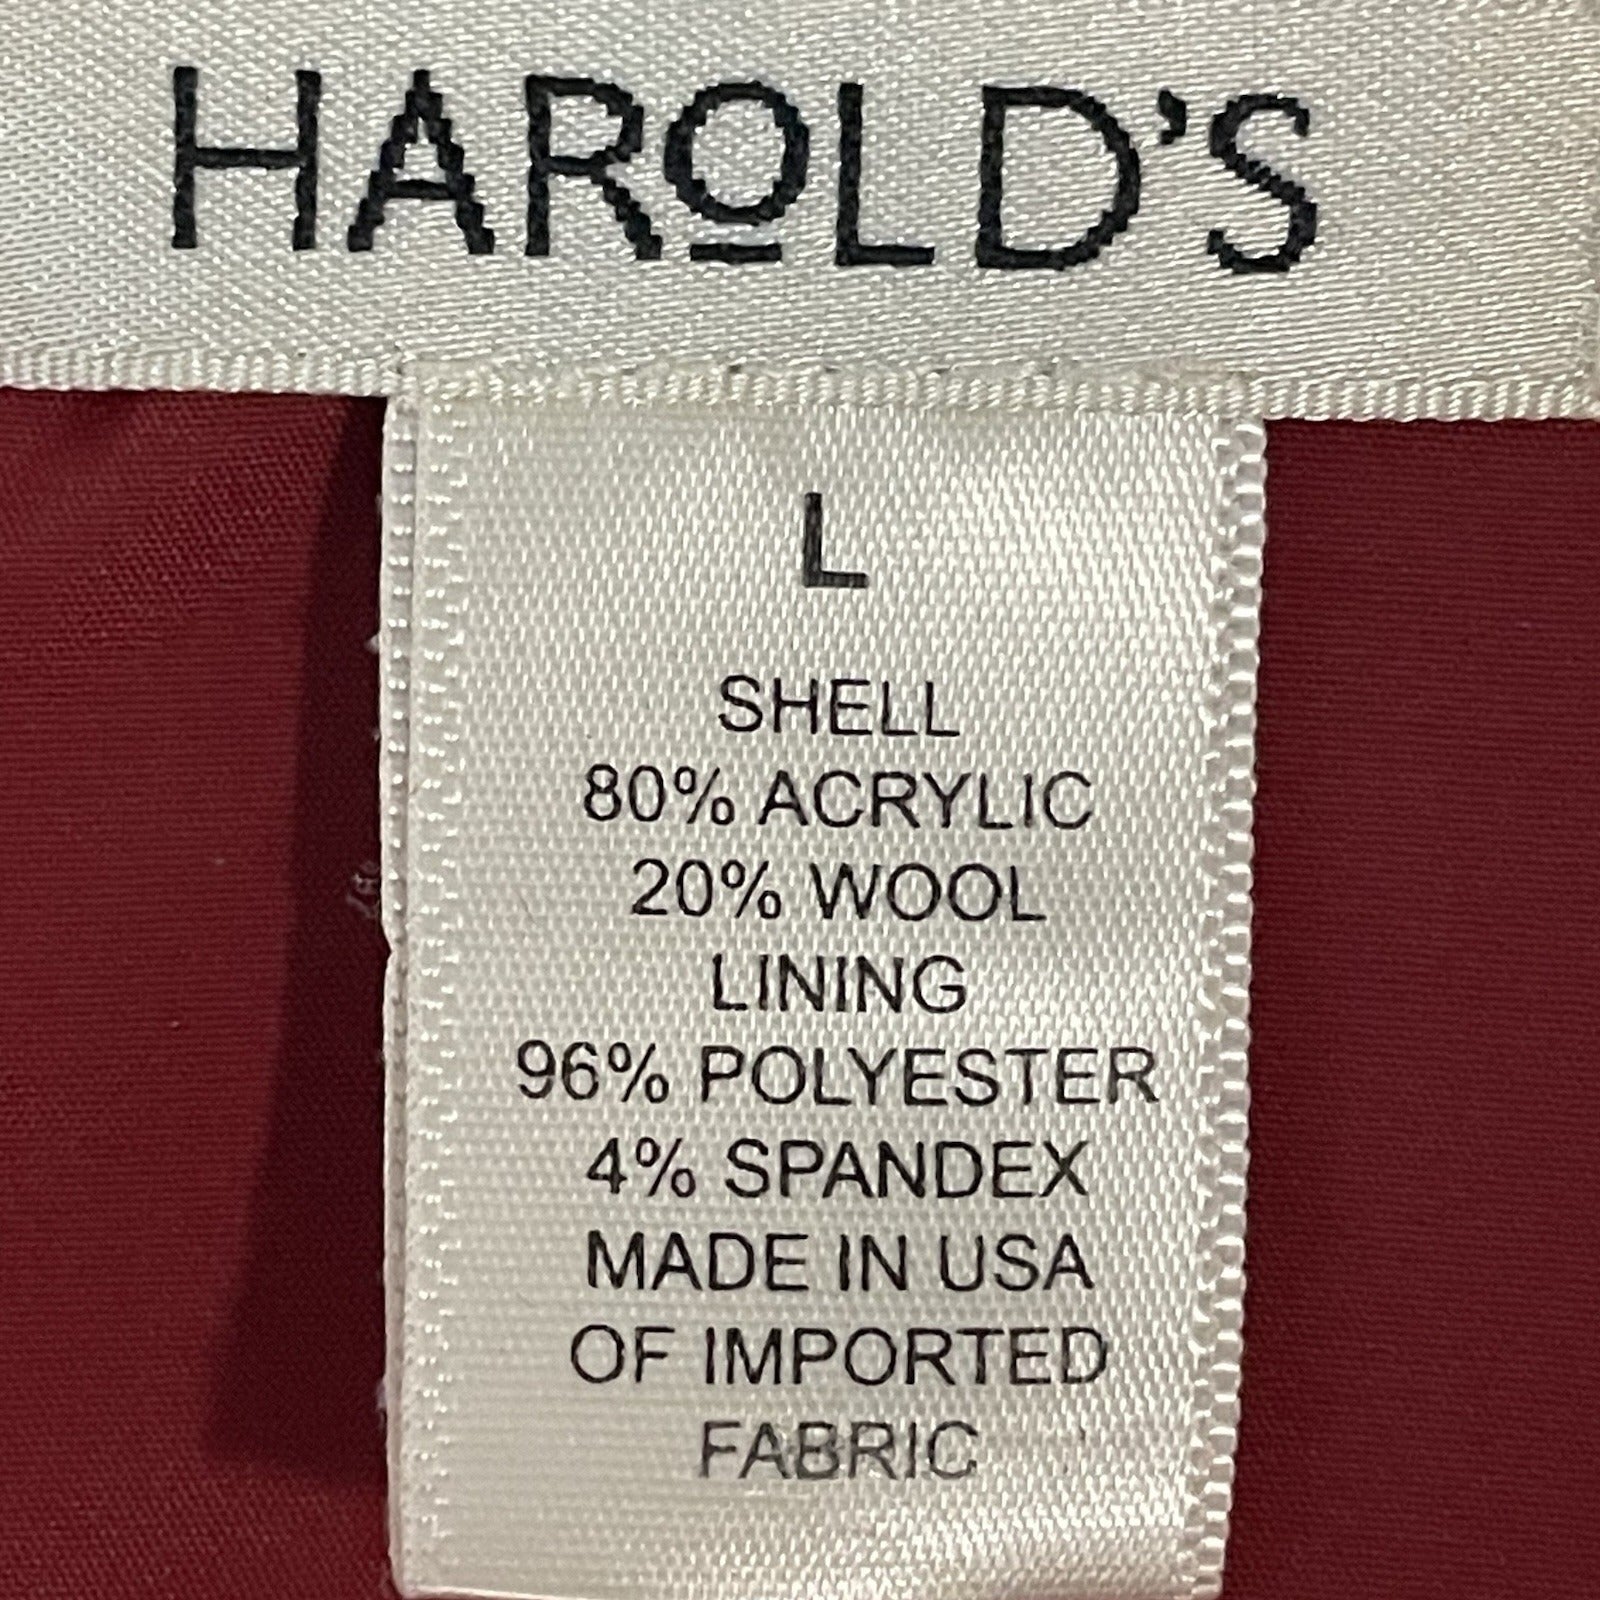 HAROLD'S
L
SHELL
80% ACRYLIC
20% WOOL
LINING
96% POLYESTER
4% SPANDEX
MADE IN USA
OF IMPORTED
FABRIC